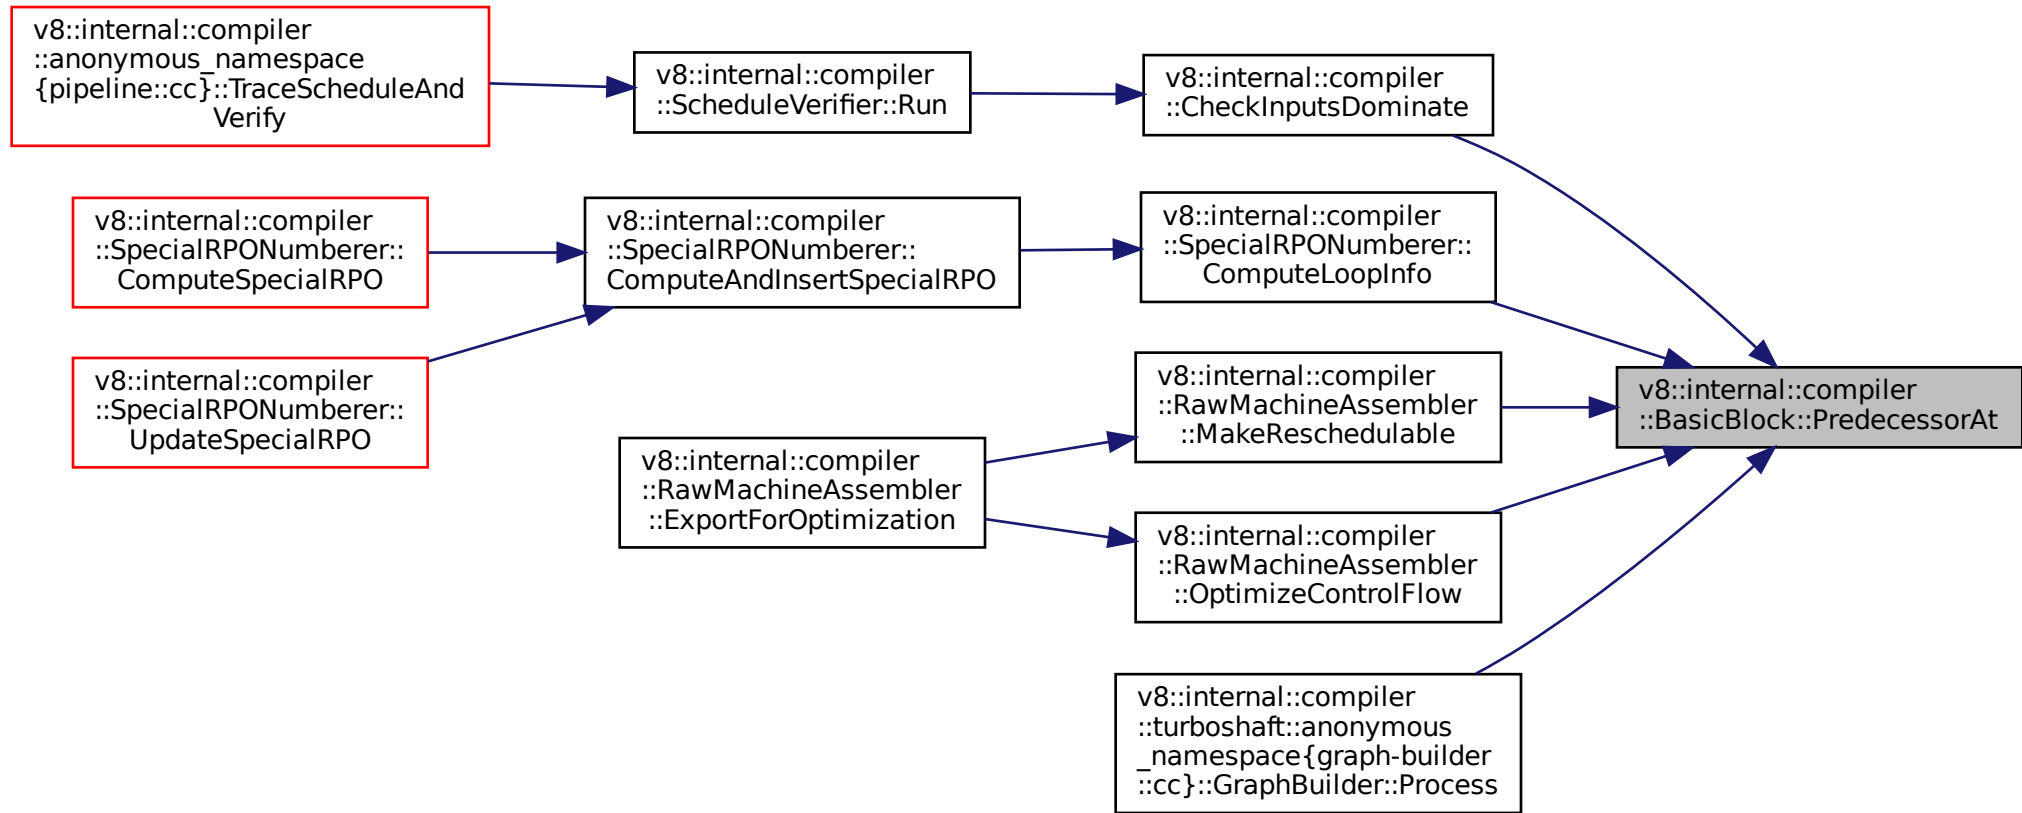 v8::internal::compiler
::anonymous_namespace
{pipeline::cc}::TraceScheduleAnd
Verify
v8::internal::compiler
::ScheduleVerifier::Run
v8::internal::compiler
::CheckInputsDominate
v8::internal::compiler
::SpecialRPONumberer::
ComputeSpecialRPO
v8::internal::compiler
::SpecialRPONumberer::
ComputeAndInsertSpecialRPO
v8::internal::compiler
::SpecialRPONumberer::
ComputeLoopInfo
v8::internal::compiler
::SpecialRPONumberer::
UpdateSpecialRPO
v8::internal::compiler
::RawMachineAssembler
::MakeReschedulable
v8::internal::compiler
::BasicBlock::PredecessorAt
v8::internal::compiler
::RawMachineAssembler
::ExportForOptimization
v8::internal::compiler
::RawMachineAssembler
::OptimizeControlFlow
v8::internal::compiler
::turboshaft::anonymous
_namespace{graph-builder
::cc}::GraphBuilder::Process